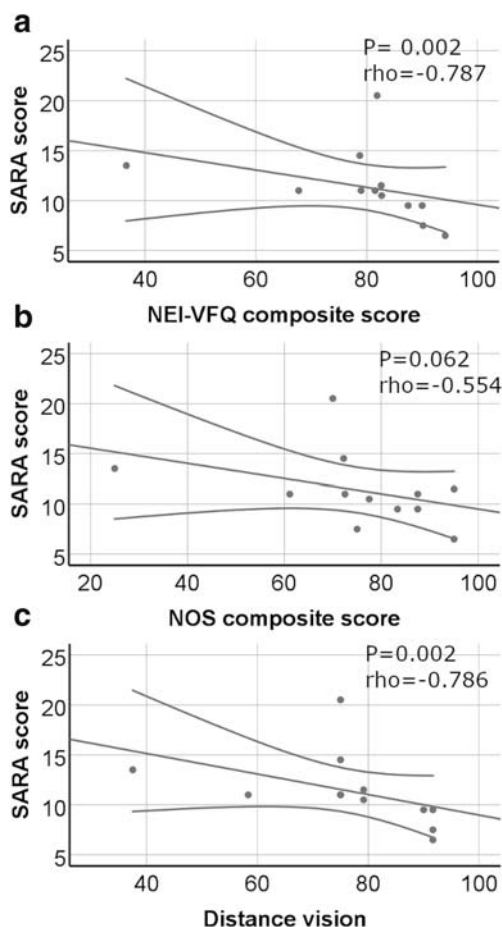 a
P= 0.002
rho=-0.787
25
20
15
10
5
SARA score
40 60 80 100
NEI-VFQ composite score
b
P=0.062
rho=-0.554
25
20
15
10
5
SARA score
20 40 60 80 100
NOS composite score
c
P=0.002
rho=-0.786
25
20
15
10
5
SARA score
40 60 80 100
Distance vision